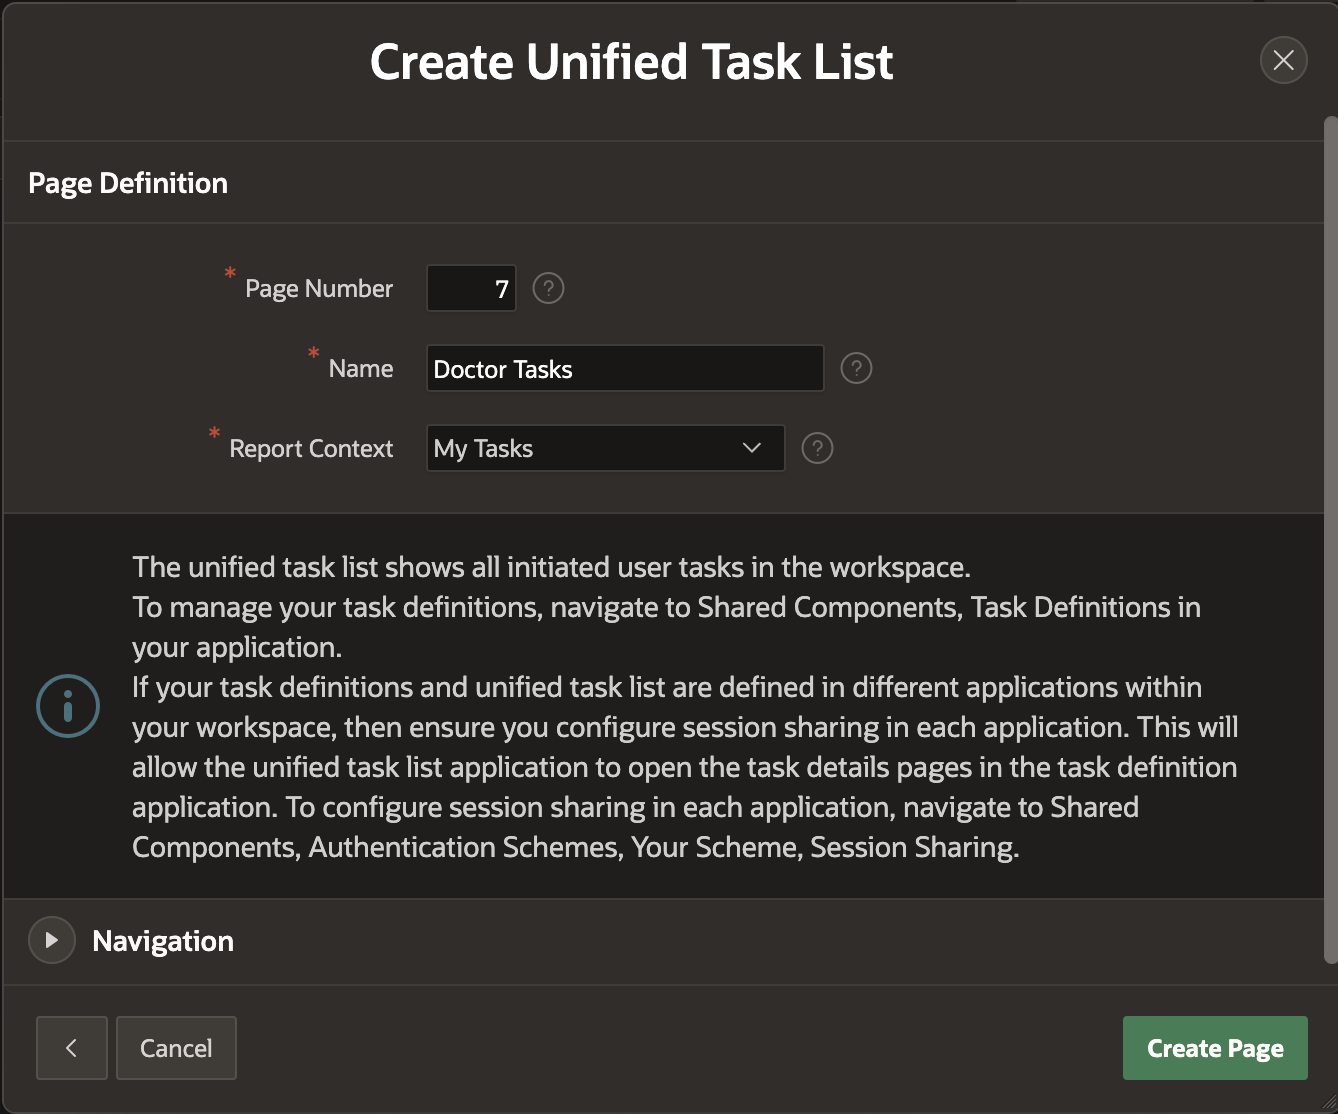 Create Unified Task List
Page Definition
* Page Number 7 ?
* Name Doctor Tasks ?
* Report Context My Tasks ?
The unified task list shows all initiated user tasks in the workspace.
To manage your task definitions, navigate to Shared Components, Task Definitions in
your application.
If your task definitions and unified task list are defined in different applications within
your workspace, then ensure you configure session sharing in each application. This will
allow the unified task list application to open the task details pages in the task definition
application. To configure session sharing in each application, navigate to Shared
Components, Authentication Schemes, Your Scheme, Session Sharing.
Navigation
Cancel
Create Page